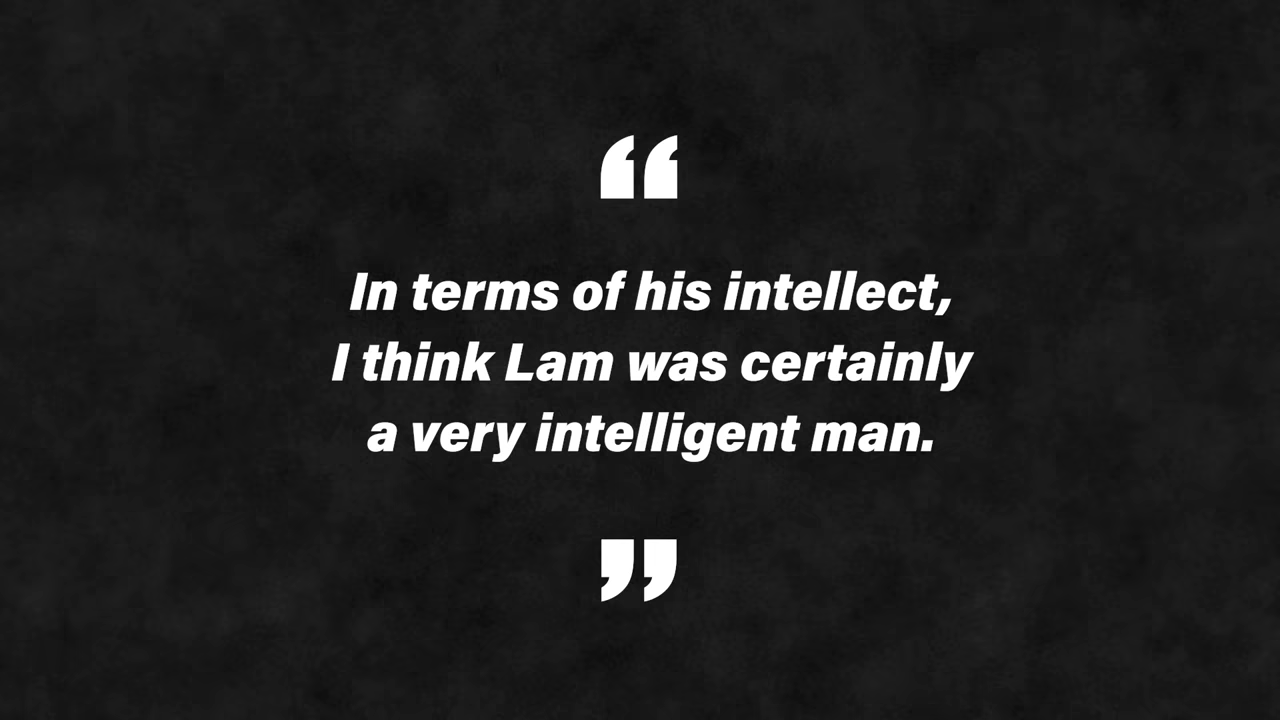 “
In terms of his intellect,
I think Lam was certainly
a very intelligent man.
”